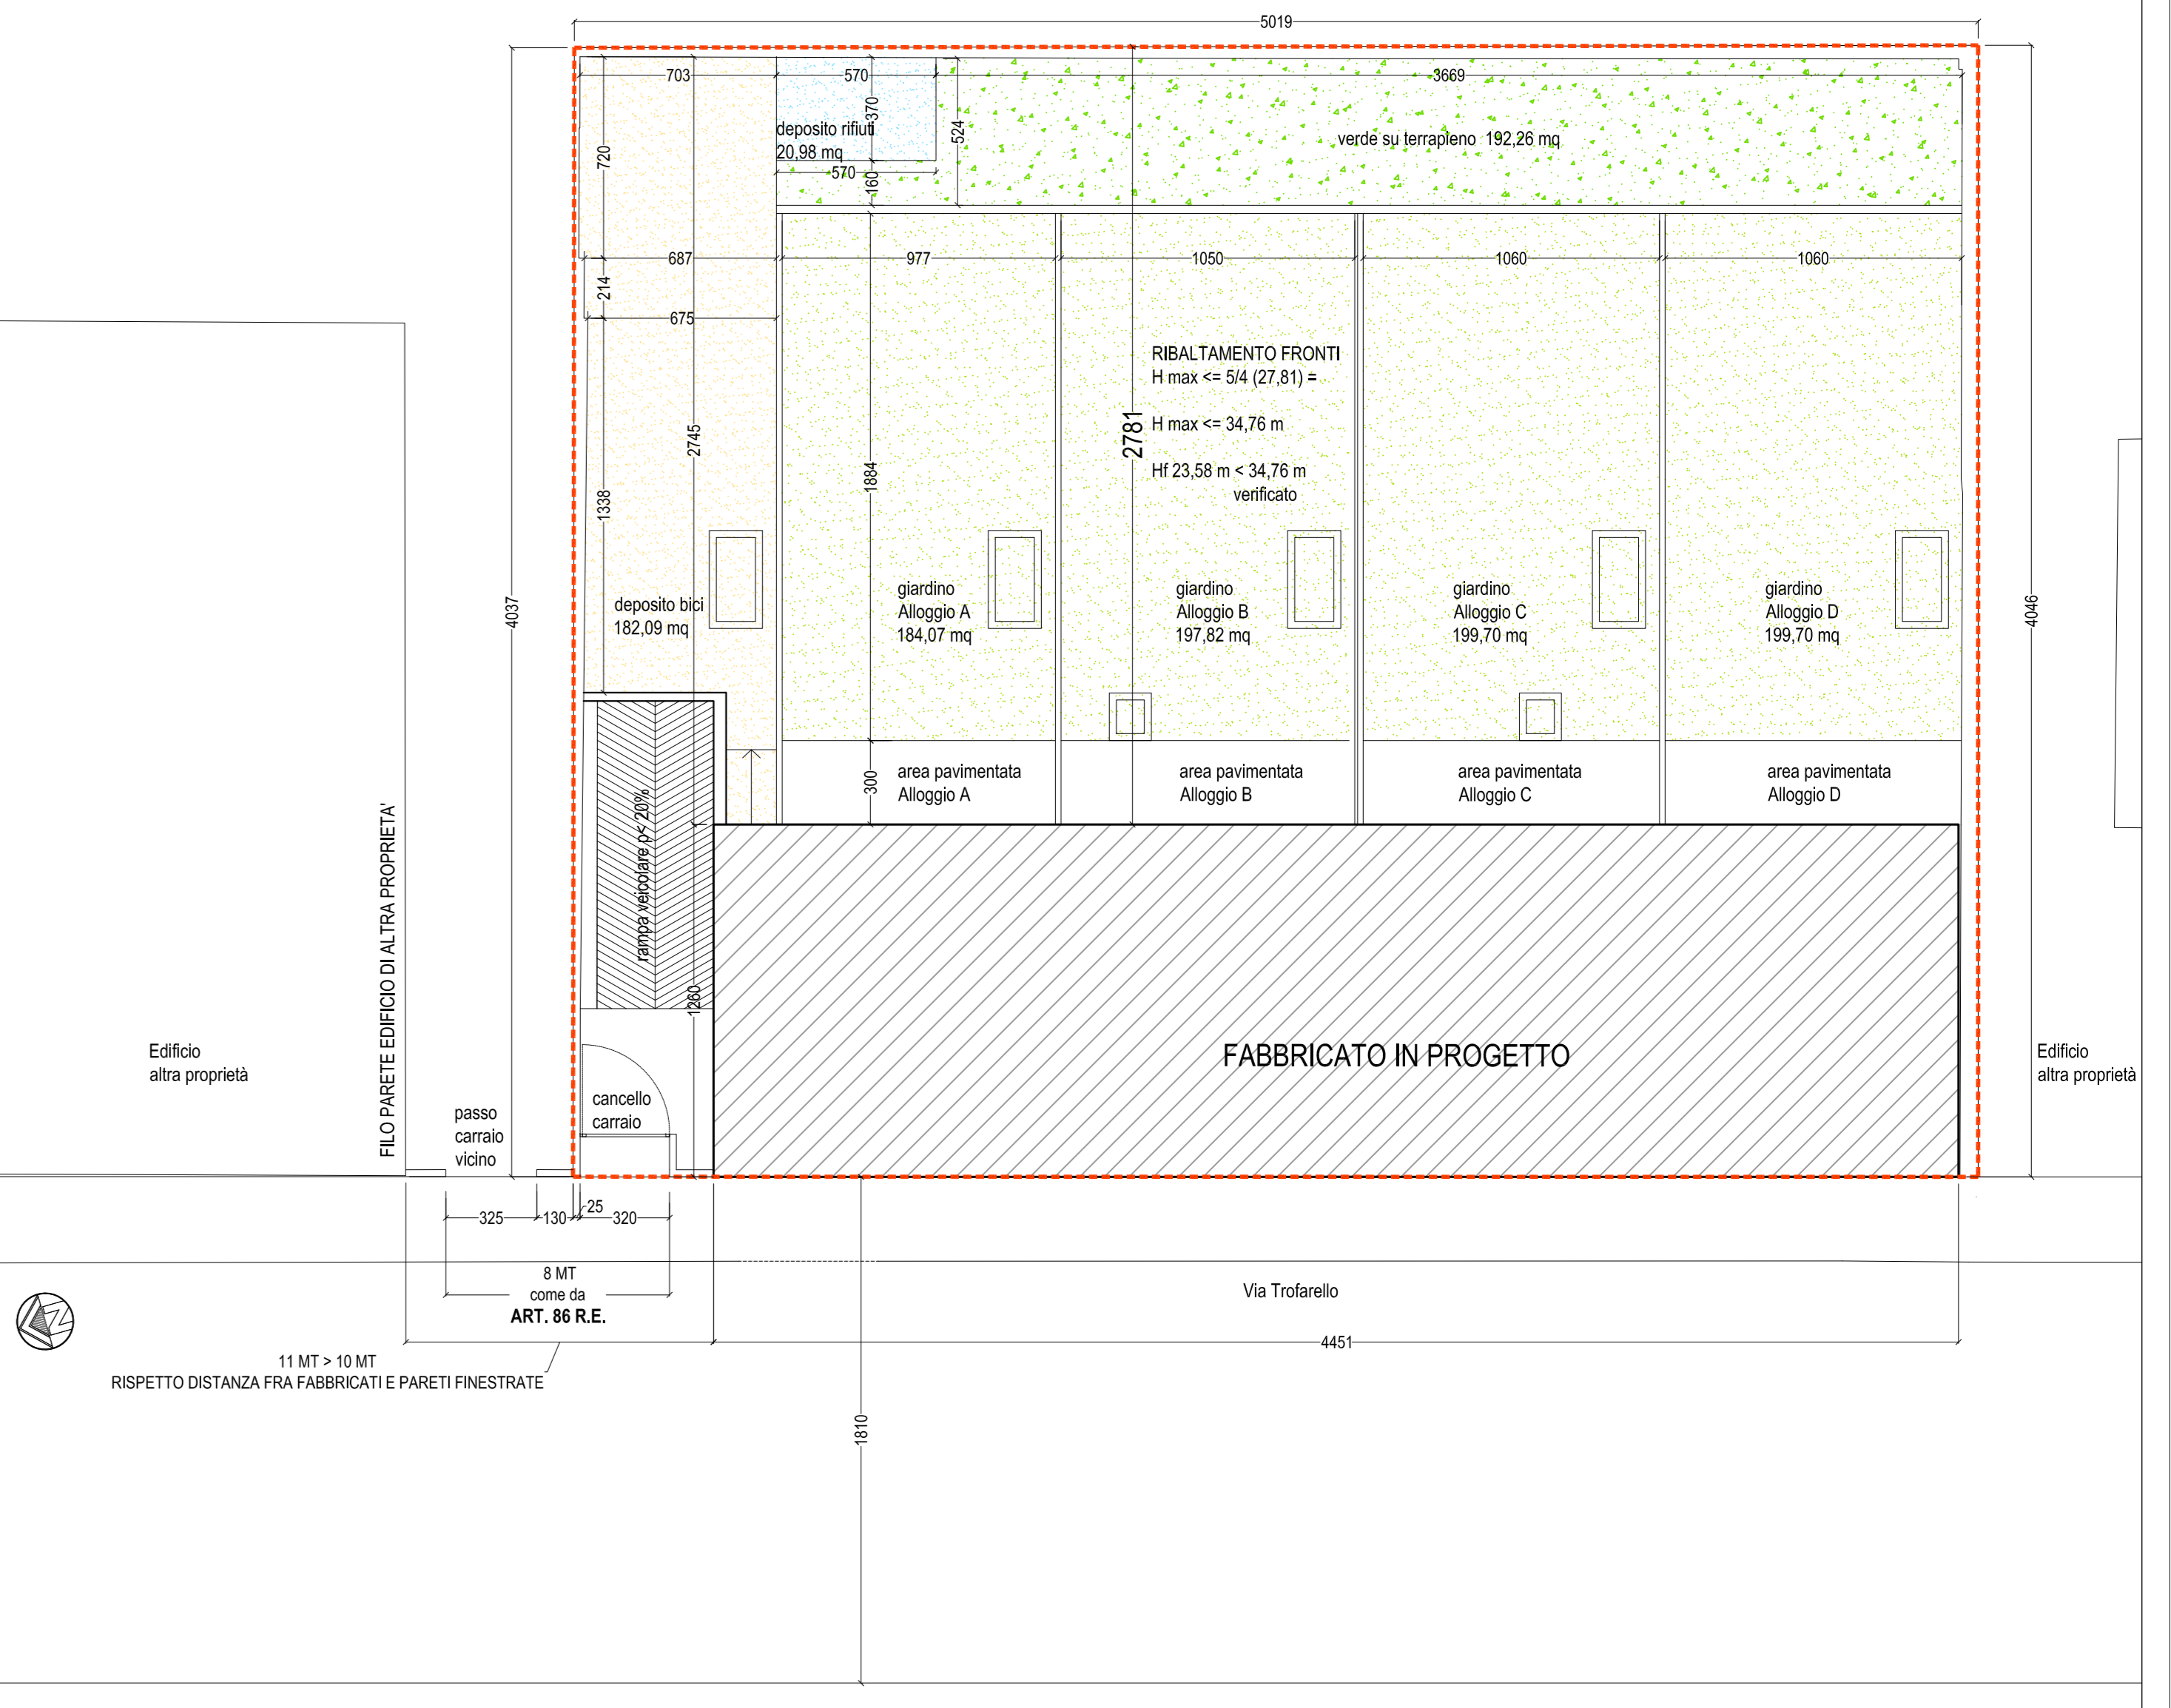 5019
703
570
3669
370
524
deposito rifiuti
20,98 mq
verde su terrapieno 192,26 mq
720
570
160
687
977
1050
1060
1060
214
675
RIBALTAMENTO FRONTI
H max <= 5/4 (27,81) =
H max <= 34,76 m
Hf 23,58 m < 34,76 m
verificato
2781
2745
1884
1338
4037
4046
deposito bici
182,09 mq
giardino
Alloggio A
184,07 mq
giardino
Alloggio B
197,82 mq
giardino
Alloggio C
199,70 mq
giardino
Alloggio D
199,70 mq
300
area pavimentata
Alloggio A
area pavimentata
Alloggio B
area pavimentata
Alloggio C
area pavimentata
Alloggio D
rampa veicolare p< 20%
FILO PARETE EDIFICIO DI ALTRA PROPRIETA'
1260
Edificio
altra proprietà
FABBRICATO IN PROGETTO
Edificio
altra proprietà
cancello
carraio
passo
carraio
vicino
325
130
25
320
8 MT
come da
ART. 86 R.E.
Via Trofarello
N
4451
11 MT > 10 MT
RISPETTO DISTANZA FRA FABBRICATI E PARETI FINESTRATE
1810